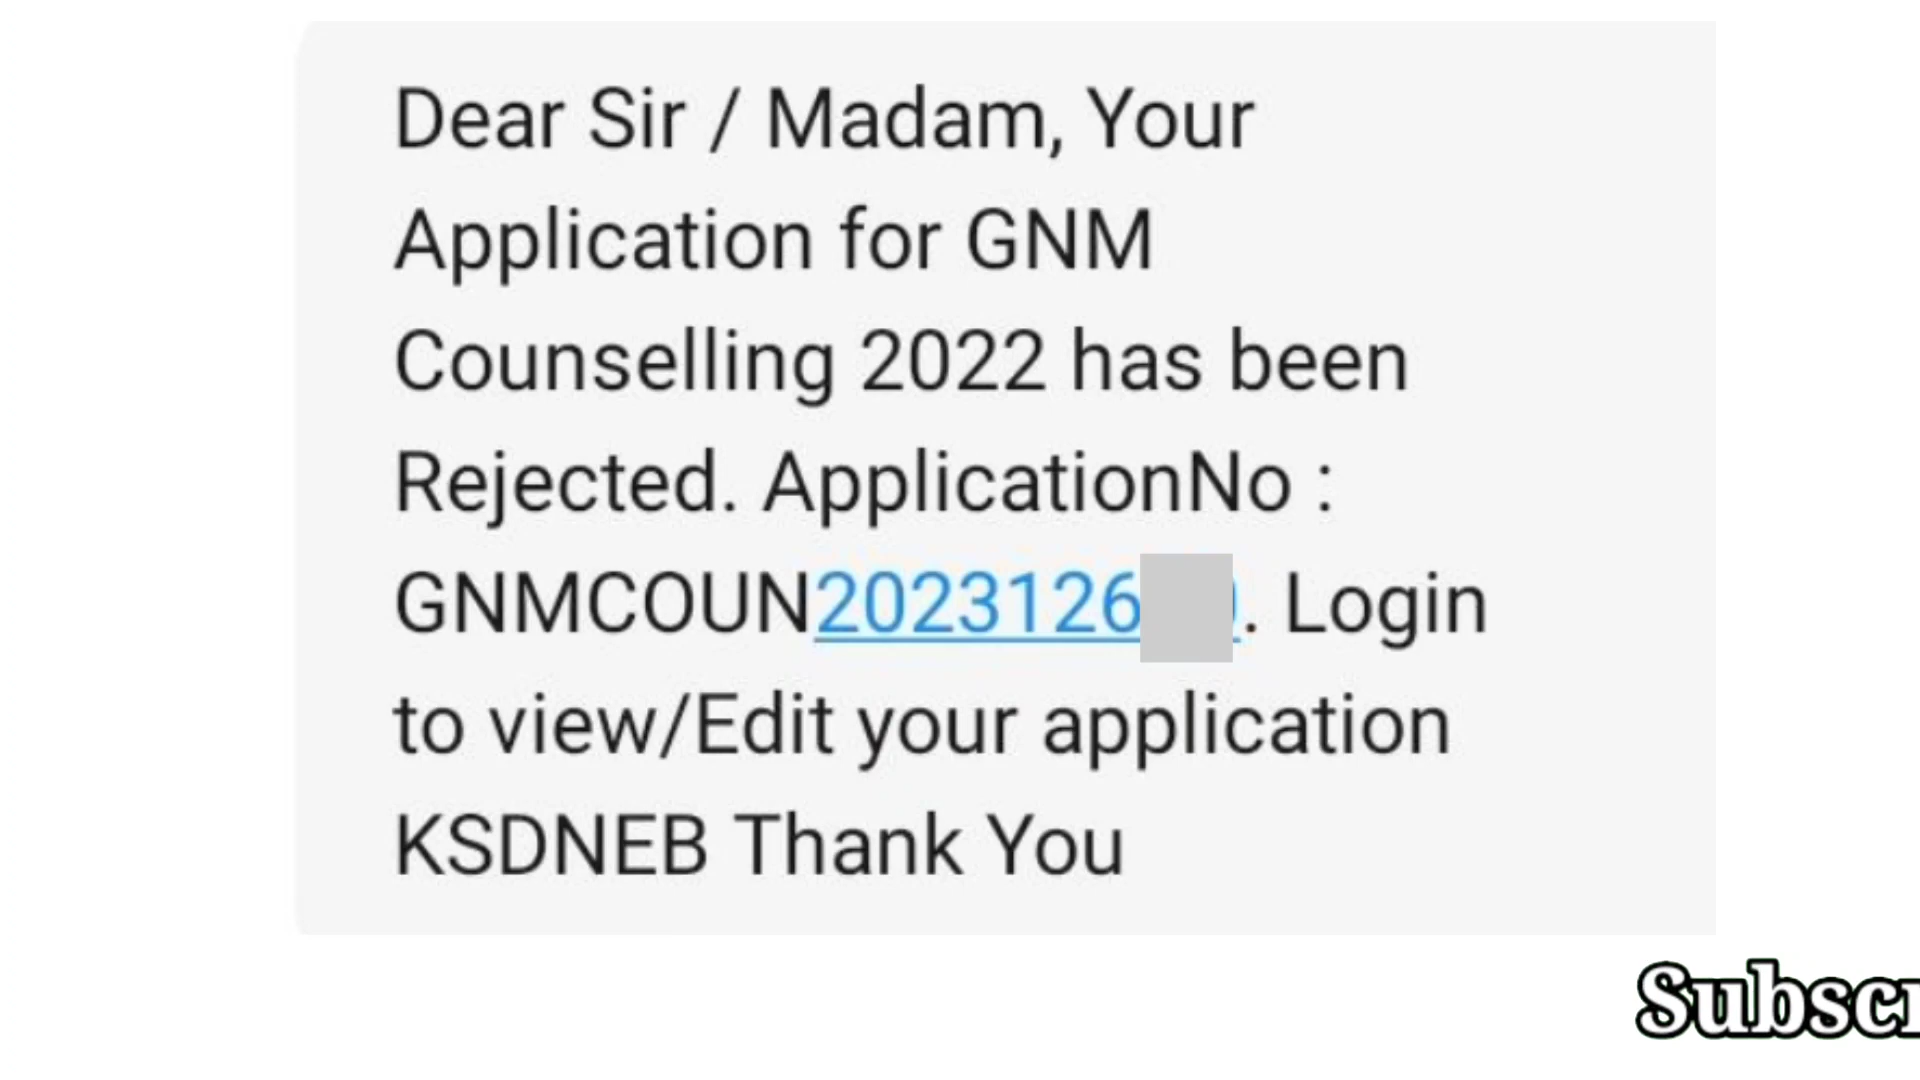 Dear Sir / Madam, Your
Application for GNM
Counselling 2022 has been
Rejected. ApplicationNo :
GNMCOUN2023126 . Login
to view/Edit your application
KSDNEB Thank You
Subscr